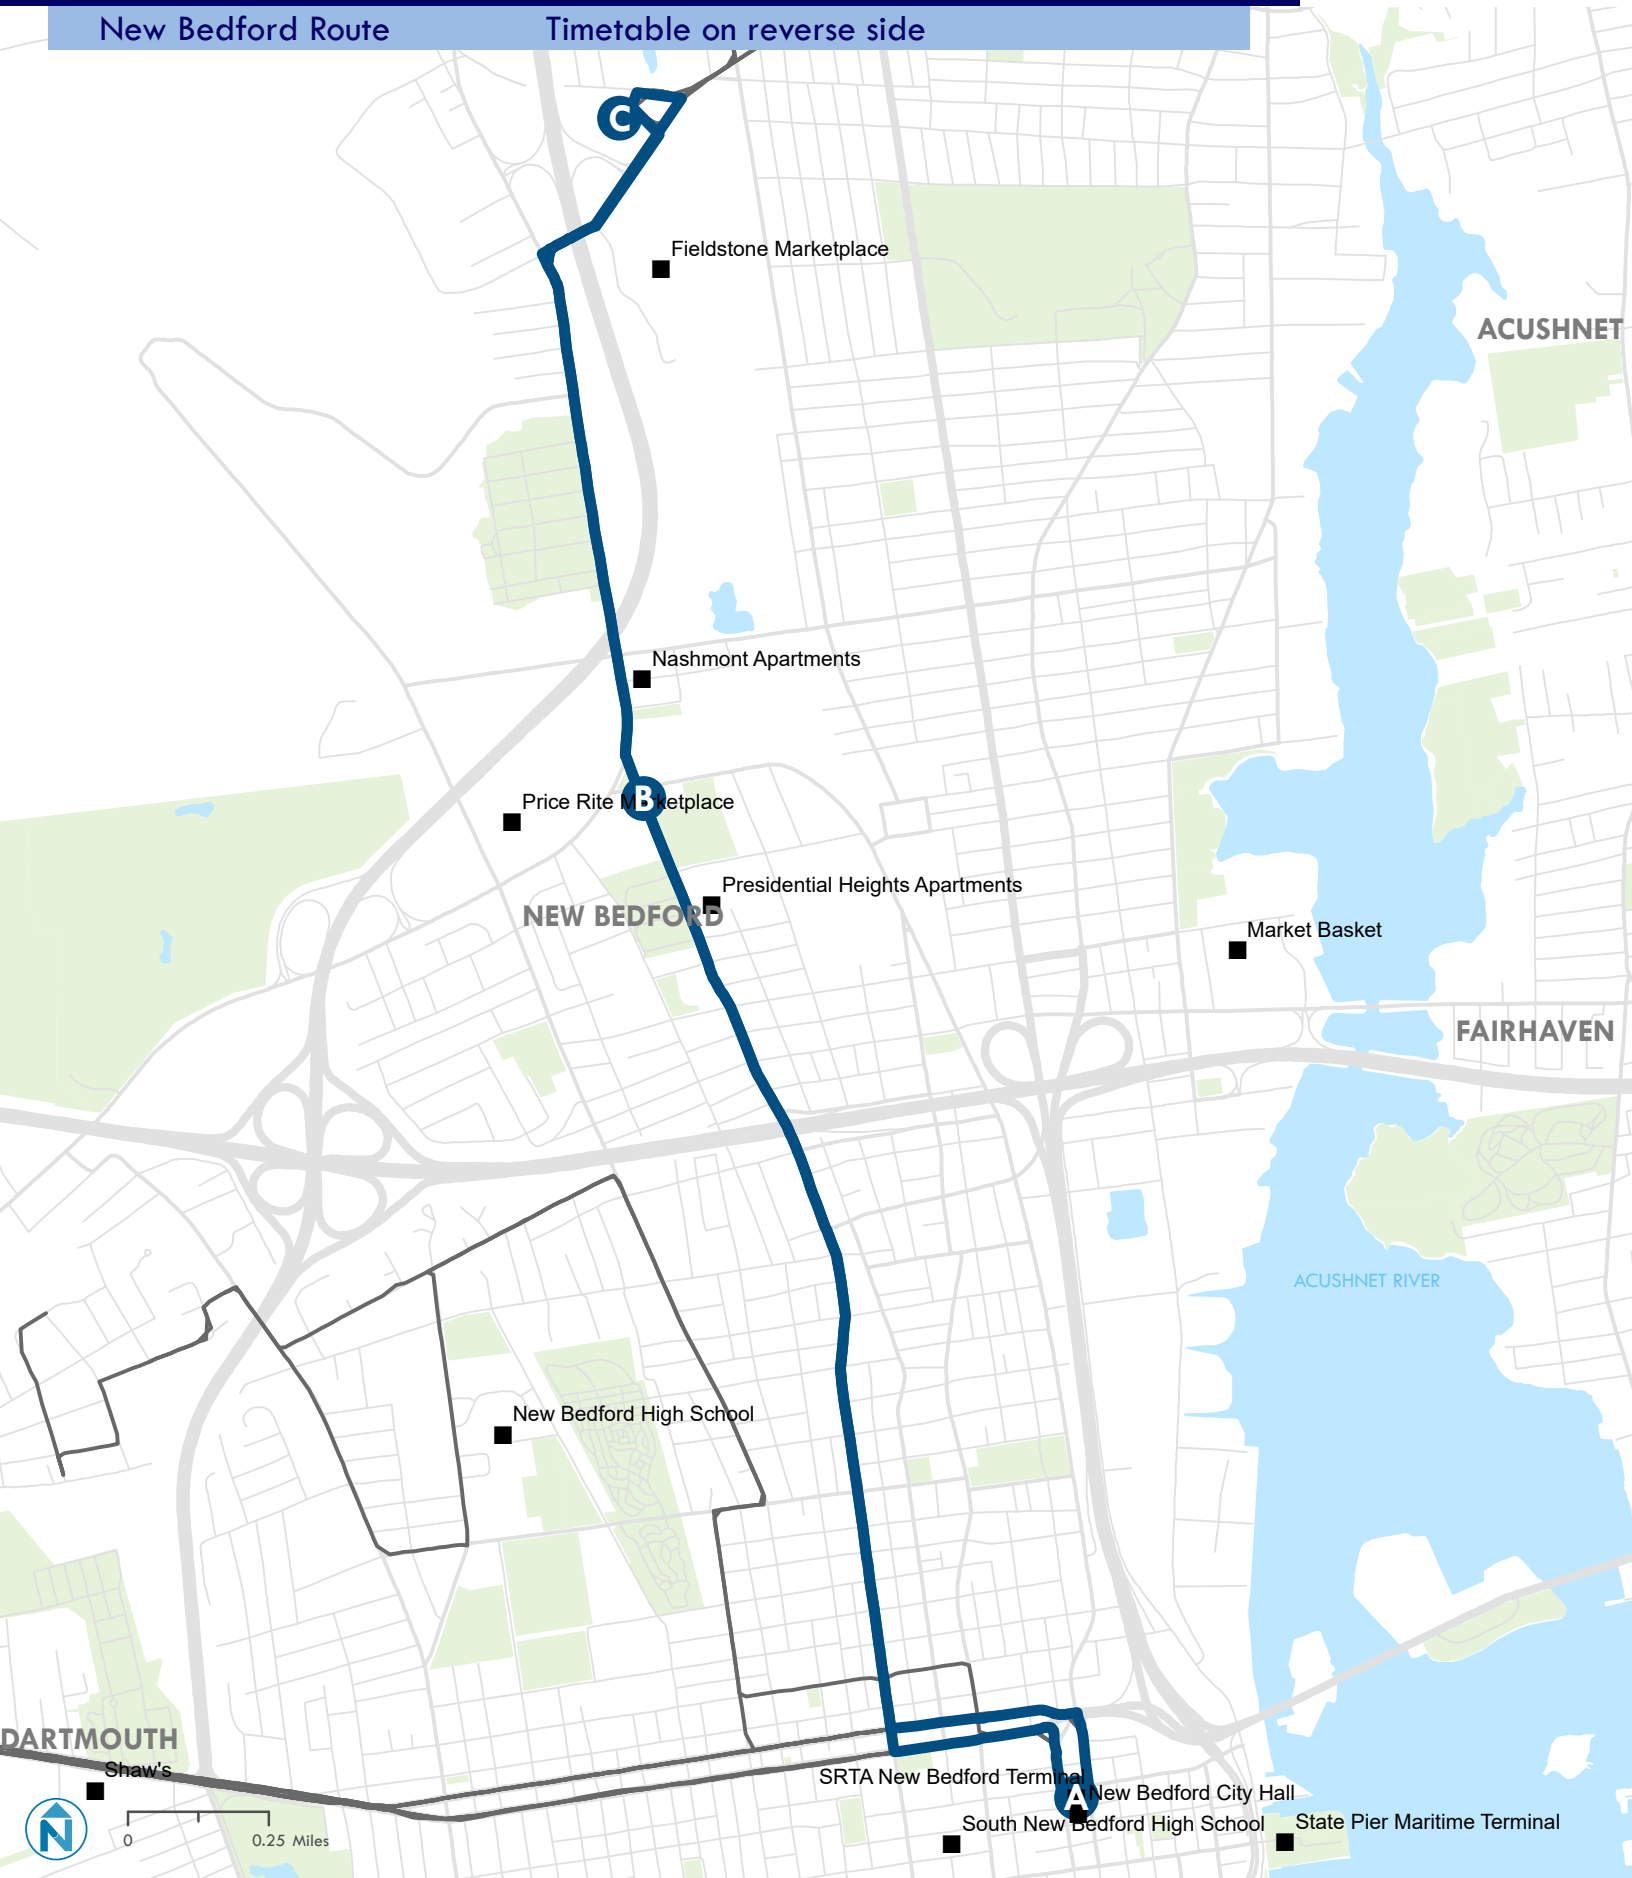 New Bedford Route
Timetable on reverse side
C
Fieldstone Marketplace
ACUSHNET
Nashmont Apartments
Price Rite Marketplace
B
Presidential Heights Apartments
NEW BEDFORD
Market Basket
FAIRHAVEN
ACUSHNET RIVER
New Bedford High School
DARTMOUTH
Shaw's
SRTA New Bedford Terminal
A
New Bedford City Hall
South New Bedford High School
State Pier Maritime Terminal
N
0 0.25 Miles